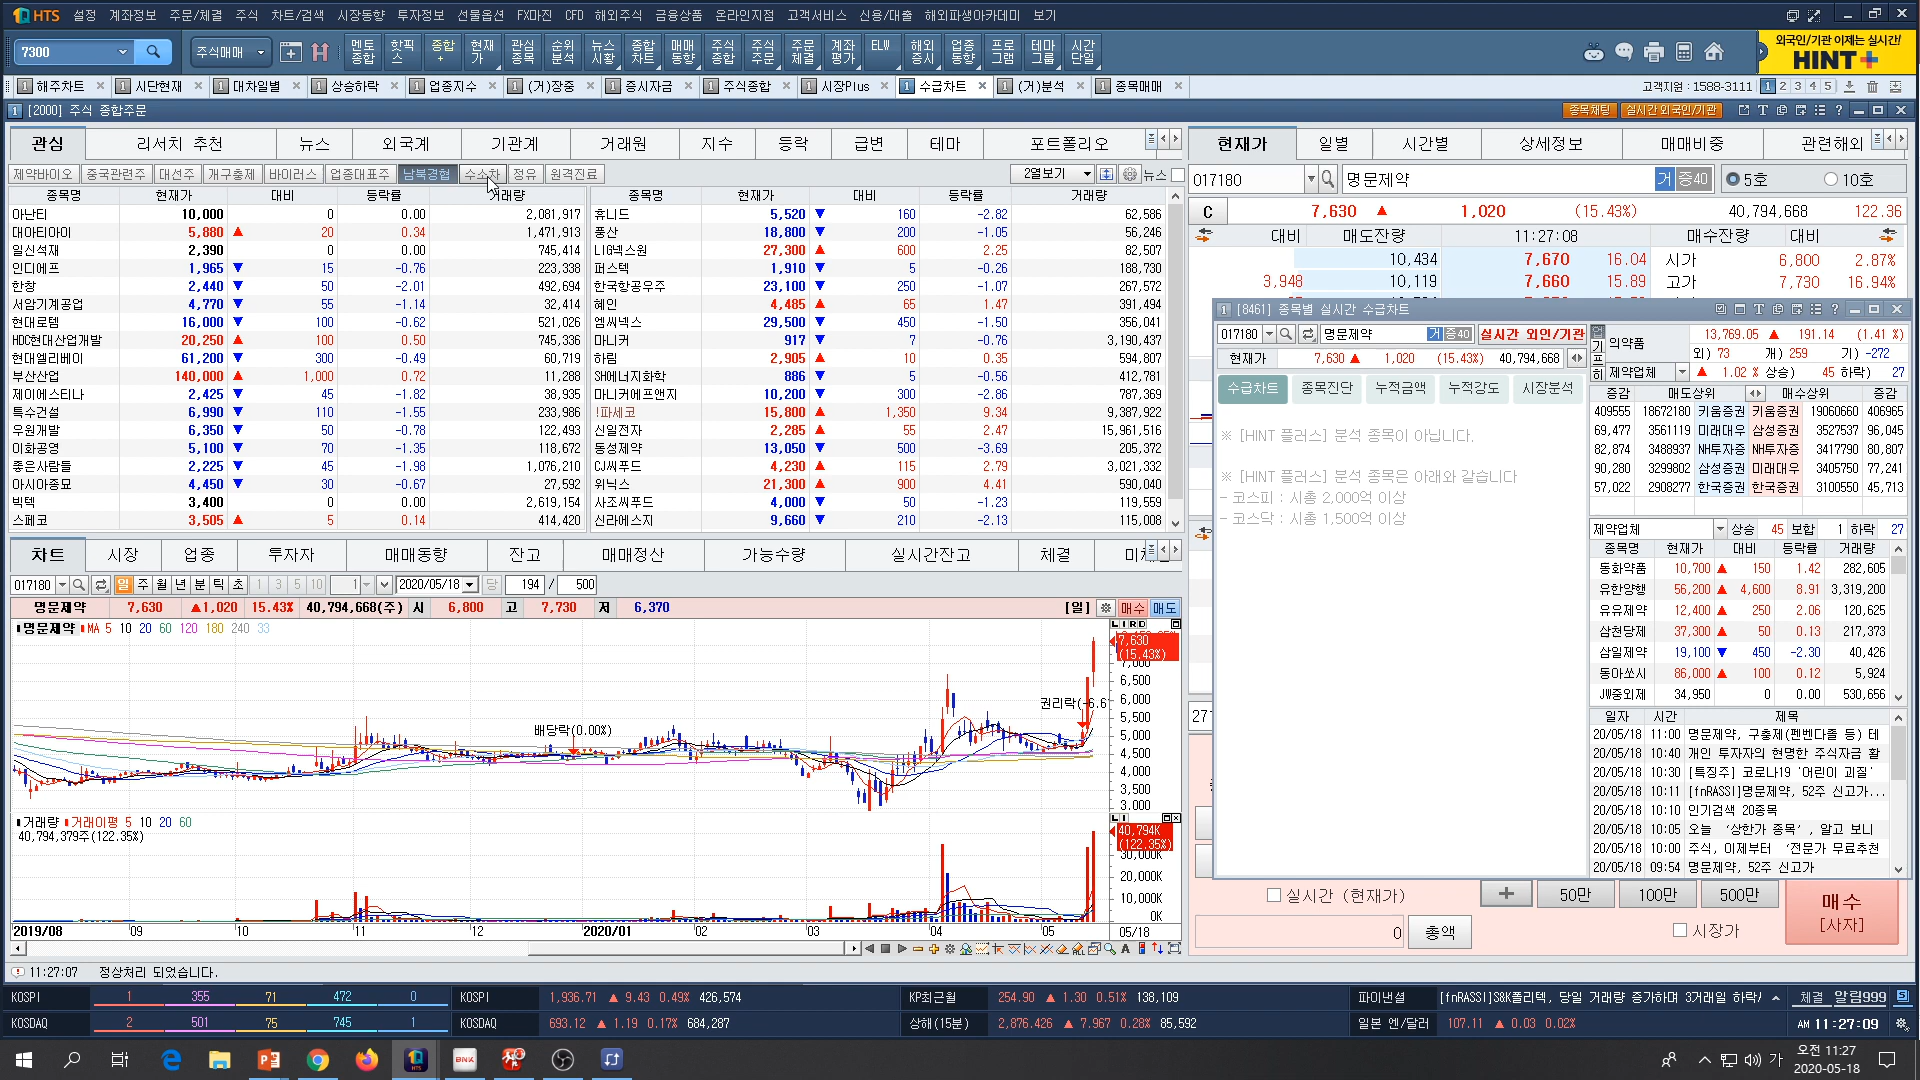 HTS 설정 계좌정보 주문/체결 주식 차트/검색 시장동향 투자정보 선물옵션 FX마진 CFD 해외주식 금융상품 온라인지점 고객서비스 신용/대출 해외파생아카데미 보기
7300 주식매매 멘토종합 핫픽스 종합+ 현재가 관심종목 순위분석 뉴스시황 종합차트 매매동향 주식종합 주식주문 주문체결 계좌평가 ELW 해외증시 업종동향 프로그램 테마그룹 시간단일
외국인/기관 이제는 실시간!
HINT+
1 해주차트 1 시단현재 1 대차일별 1 상승하락 1 업종지수 1 (거)장중 1 증시자금 1 주식종합 1 시장Plus 1 수급차트 1 (거)분석 1 종목매매 고객지원 : 1588-3111 1 2 3 4 5
1 [2000] 주식 종합주문 종목채팅 실시간 외국인/기관
관심 리서치 추천 뉴스 외국계 기관계 거래원 지수 등락 급변 테마 포트폴리오
제약바이오 중국관련주 대선주 개구충제 바이러스 업종대표주 남북경협 수소차 정유 원격진료 2열보기 뉴스
종목명 현재가 대비 등락률 거래량
아난티 10,000 0 0.00 2,081,917
대아티아이 5,880 ▲ 20 0.34 1,471,913
일신석재 2,390 0 745,414
인디에프 1,965 ▼ 15 -0.76 223,338
한창 2,440 ▼ 50 -2.01 492,694
서암기계공업 4,770 ▼ 55 -1.14 32,414
현대로템 16,000 ▼ 100 -0.62 521,026
HDC현대산업개발 20,250 ▲ 100 0.50 745,336
현대엘리베이 61,200 ▼ 300 -0.49 60,719
부산산업 140,000 ▲ 1,000 0.72 11,288
제이에스티나 2,425 ▼ 45 -1.82 38,935
특수건설 6,990 ▼ 110 -1.55 233,986
우원개발 6,350 ▼ 50 -0.78 122,493
이화공영 5,100 ▼ 70 -1.35 118,672
좋은사람들 2,225 ▼ 45 -1.98 1,076,210
아시아종묘 4,450 ▼ 30 -0.67 27,592
빅텍 3,400 0 0.00 2,619,154
스페코 3,505 ▲ 5 0.14 414,420
종목명 현재가 대비 등락률 거래량
휴니드 5,520 ▼ 160 -2.82 62,586
풍산 18,800 ▼ 200 -1.05 56,246
LIG넥스원 27,300 ▲ 600 2.25 82,507
퍼스텍 1,910 ▼ 5 -0.26 188,730
한국항공우주 23,100 ▼ 250 -1.07 267,572
혜인 4,485 ▲ 65 1.47 391,494
엠씨넥스 29,500 ▼ 450 -1.50 356,041
마니커 917 ▼ 7 -0.76 3,190,437
하림 2,905 ▲ 10 0.35 594,807
SH에너지화학 886 ▼ 5 -0.56 412,781
마니커에프앤지 10,200 ▼ 300 -2.86 787,369
!파세코 15,800 ▲ 1,350 9.34 9,387,922
신일전자 2,285 ▲ 55 2.47 15,961,516
동성제약 13,050 ▼ 500 -3.69 205,372
CJ씨푸드 4,230 ▲ 115 2.79 3,021,332
위닉스 21,300 ▲ 900 4.41 590,040
사조씨푸드 4,000 ▼ 50 -1.23 119,559
신라에스지 9,660 ▼ 210 -2.13 115,008
차트 시장 업종 투자자 매매동향 잔고 매매정산 가능수량 실시간잔고 체결
017180 일 주 월 년 분 틱 초 1 3 5 10 1 2020/05/18 당 194 / 500
명문제약 7,630 ▲1,020 15.43% 40,794,668(주) 시 6,800 고 7,730 저 6,370 [일] 매수 매도
명문제약 MA 5 10 20 60 120 180 240 33
7,630
(15.43%)
7,000
6,500
6,000
5,500
5,000
4,500
4,000
3,500
3,000
배당락(0.00%)
권리락(-6.6
거래량 거래이평 5 10 20 60
40,794,379주(122.35%)
40,794K
(122.35%)
30,000K
20,000K
10,000K
0K
2019/08 09 10 11 12 2020/01 02 03 04 05 05/18
11:27:07 정상처리 되었습니다.
현재가 일별 시간별 상세정보 매매비중 관련해외
017180 명문제약 거 증40 5호 10호
C 7,630 ▲ 1,020 (15.43%) 40,794,668 122.36
대비 매도잔량 11:27:08 매수잔량 대비
10,434 7,670 16.04 시가 6,800 2.87%
3,948 10,119 7,660 15.89 고가 7,730 16.94%
1 [8461] 종목별 실시간 수급차트
017180 명문제약 거 증40 실시간 외인/기관
현재가 7,630 ▲ 1,020 (15.43%) 40,794,668
수급차트 종목진단 누적금액 누적강도 시장분석
※ [HINT 플러스] 분석 종목이 아닙니다.
※ [HINT 플러스] 분석 종목은 아래와 같습니다
- 코스피 : 시총 2,000억 이상
- 코스닥 : 시총 1,500억 이상
의약품 13,769.05 ▲ 191.14 (1.41 %)
외) 73 개) 259 기) -272
제약업체 ▲ 1.02 % 상승) 45 하락) 27
증감 매도상위 매수상위 증감
409555 18672180 키움증권 키움증권 19060660 406965
69,477 3561119 미래대우 삼성증권 3527537 96,045
82,874 3488937 NH투자증 NH투자증 3417790 80,807
90,280 3299802 삼성증권 미래대우 3405750 77,241
57,022 2908277 한국증권 한국증권 3100550 45,713
제약업체 상승 45 보합 1 하락 27
종목명 현재가 대비 등락률 거래량
동화약품 10,700 ▲ 150 1.42 282,605
유한양행 56,200 ▲ 4,600 8.91 3,319,200
유유제약 12,400 ▲ 250 2.06 120,625
삼천당제 37,300 ▲ 50 0.13 217,373
삼일제약 19,100 ▼ 450 -2.30 40,426
동아쏘시 86,000 ▲ 100 0.12 5,924
JW중외제 34,950 0 0.00 530,656
일자 시간 제목
20/05/18 11:00 명문제약, 구충제(펜벤다졸 등) 테
20/05/18 10:40 개인 투자자의 현명한 주식자금 활
20/05/18 10:30 [특징주] 코로나19 '어린이 괴질'
20/05/18 10:11 [fnRASSI]명문제약, 52주 신고가...
20/05/18 10:10 인기검색 20종목
20/05/18 10:05 오늘 '상한가 종목', 알고 보니
20/05/18 10:00 주식, 이제부터 '전문가 무료추천
20/05/18 09:54 명문제약, 52주 신고가
실시간 (현재가) + 50만 100만 500만 매수
[사자]
0 총액 시장가
KOSPI 1 355 71 472 0 KOSPI 1,936.71 ▲ 9.43 0.49% 426,574 KP최근월 254.90 ▲ 1.30 0.51% 138,109 파이낸셜 [fnRASSI]S&K폴리텍, 당일 거래량 증가하며 3거래일 하락/ 체결 알림999
KOSDAQ 2 501 75 745 1 KOSDAQ 693.12 ▲ 1.19 0.17% 684,287 상해(15분) 2,876.426 ▲ 7.967 0.28% 85,592 일본 엔/달러 107.11 ▲ 0.03 0.02% AM 11:27:09
BNK 가 오전 11:27
2020-05-18